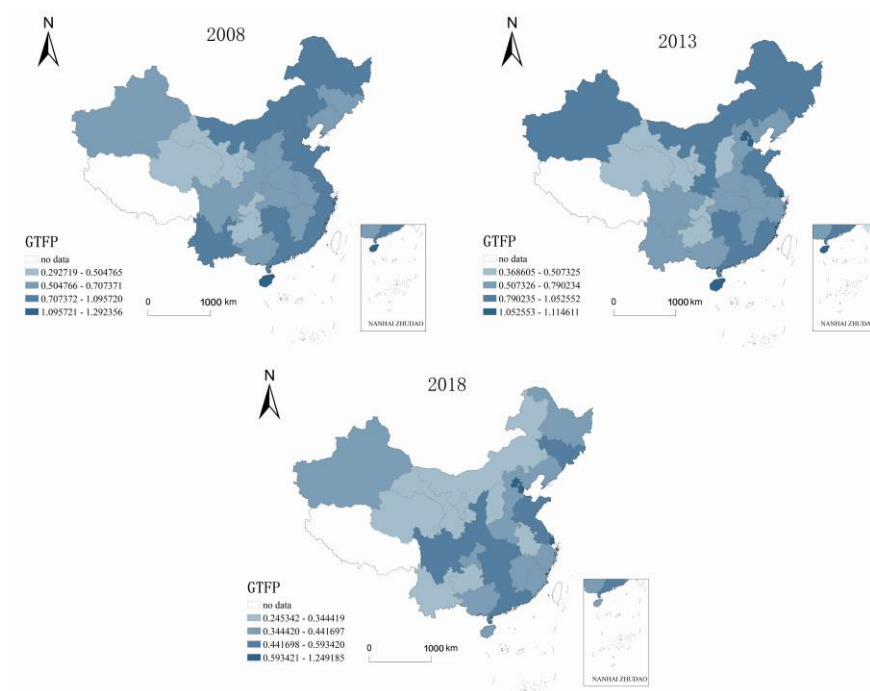 N
2008
GTFP
no data
0.292719 - 0.504765
0.504766 - 0.707371
0.707372 - 1.095720
1.095721 - 1.292356
0 1000 km
NANHAI ZHUDAO
N
2013
GTFP
no data
0.368605 - 0.507325
0.507326 - 0.790234
0.790235 - 1.052552
1.052553 - 1.114611
0 1000 km
NANHAI ZHUDA
N
2018
GTFP
no data
0.245342 - 0.344419
0.344420 - 0.441697
0.441698 - 0.593420
0.593421 - 1.249185
0 1000 km
NANHAI ZHUDAO